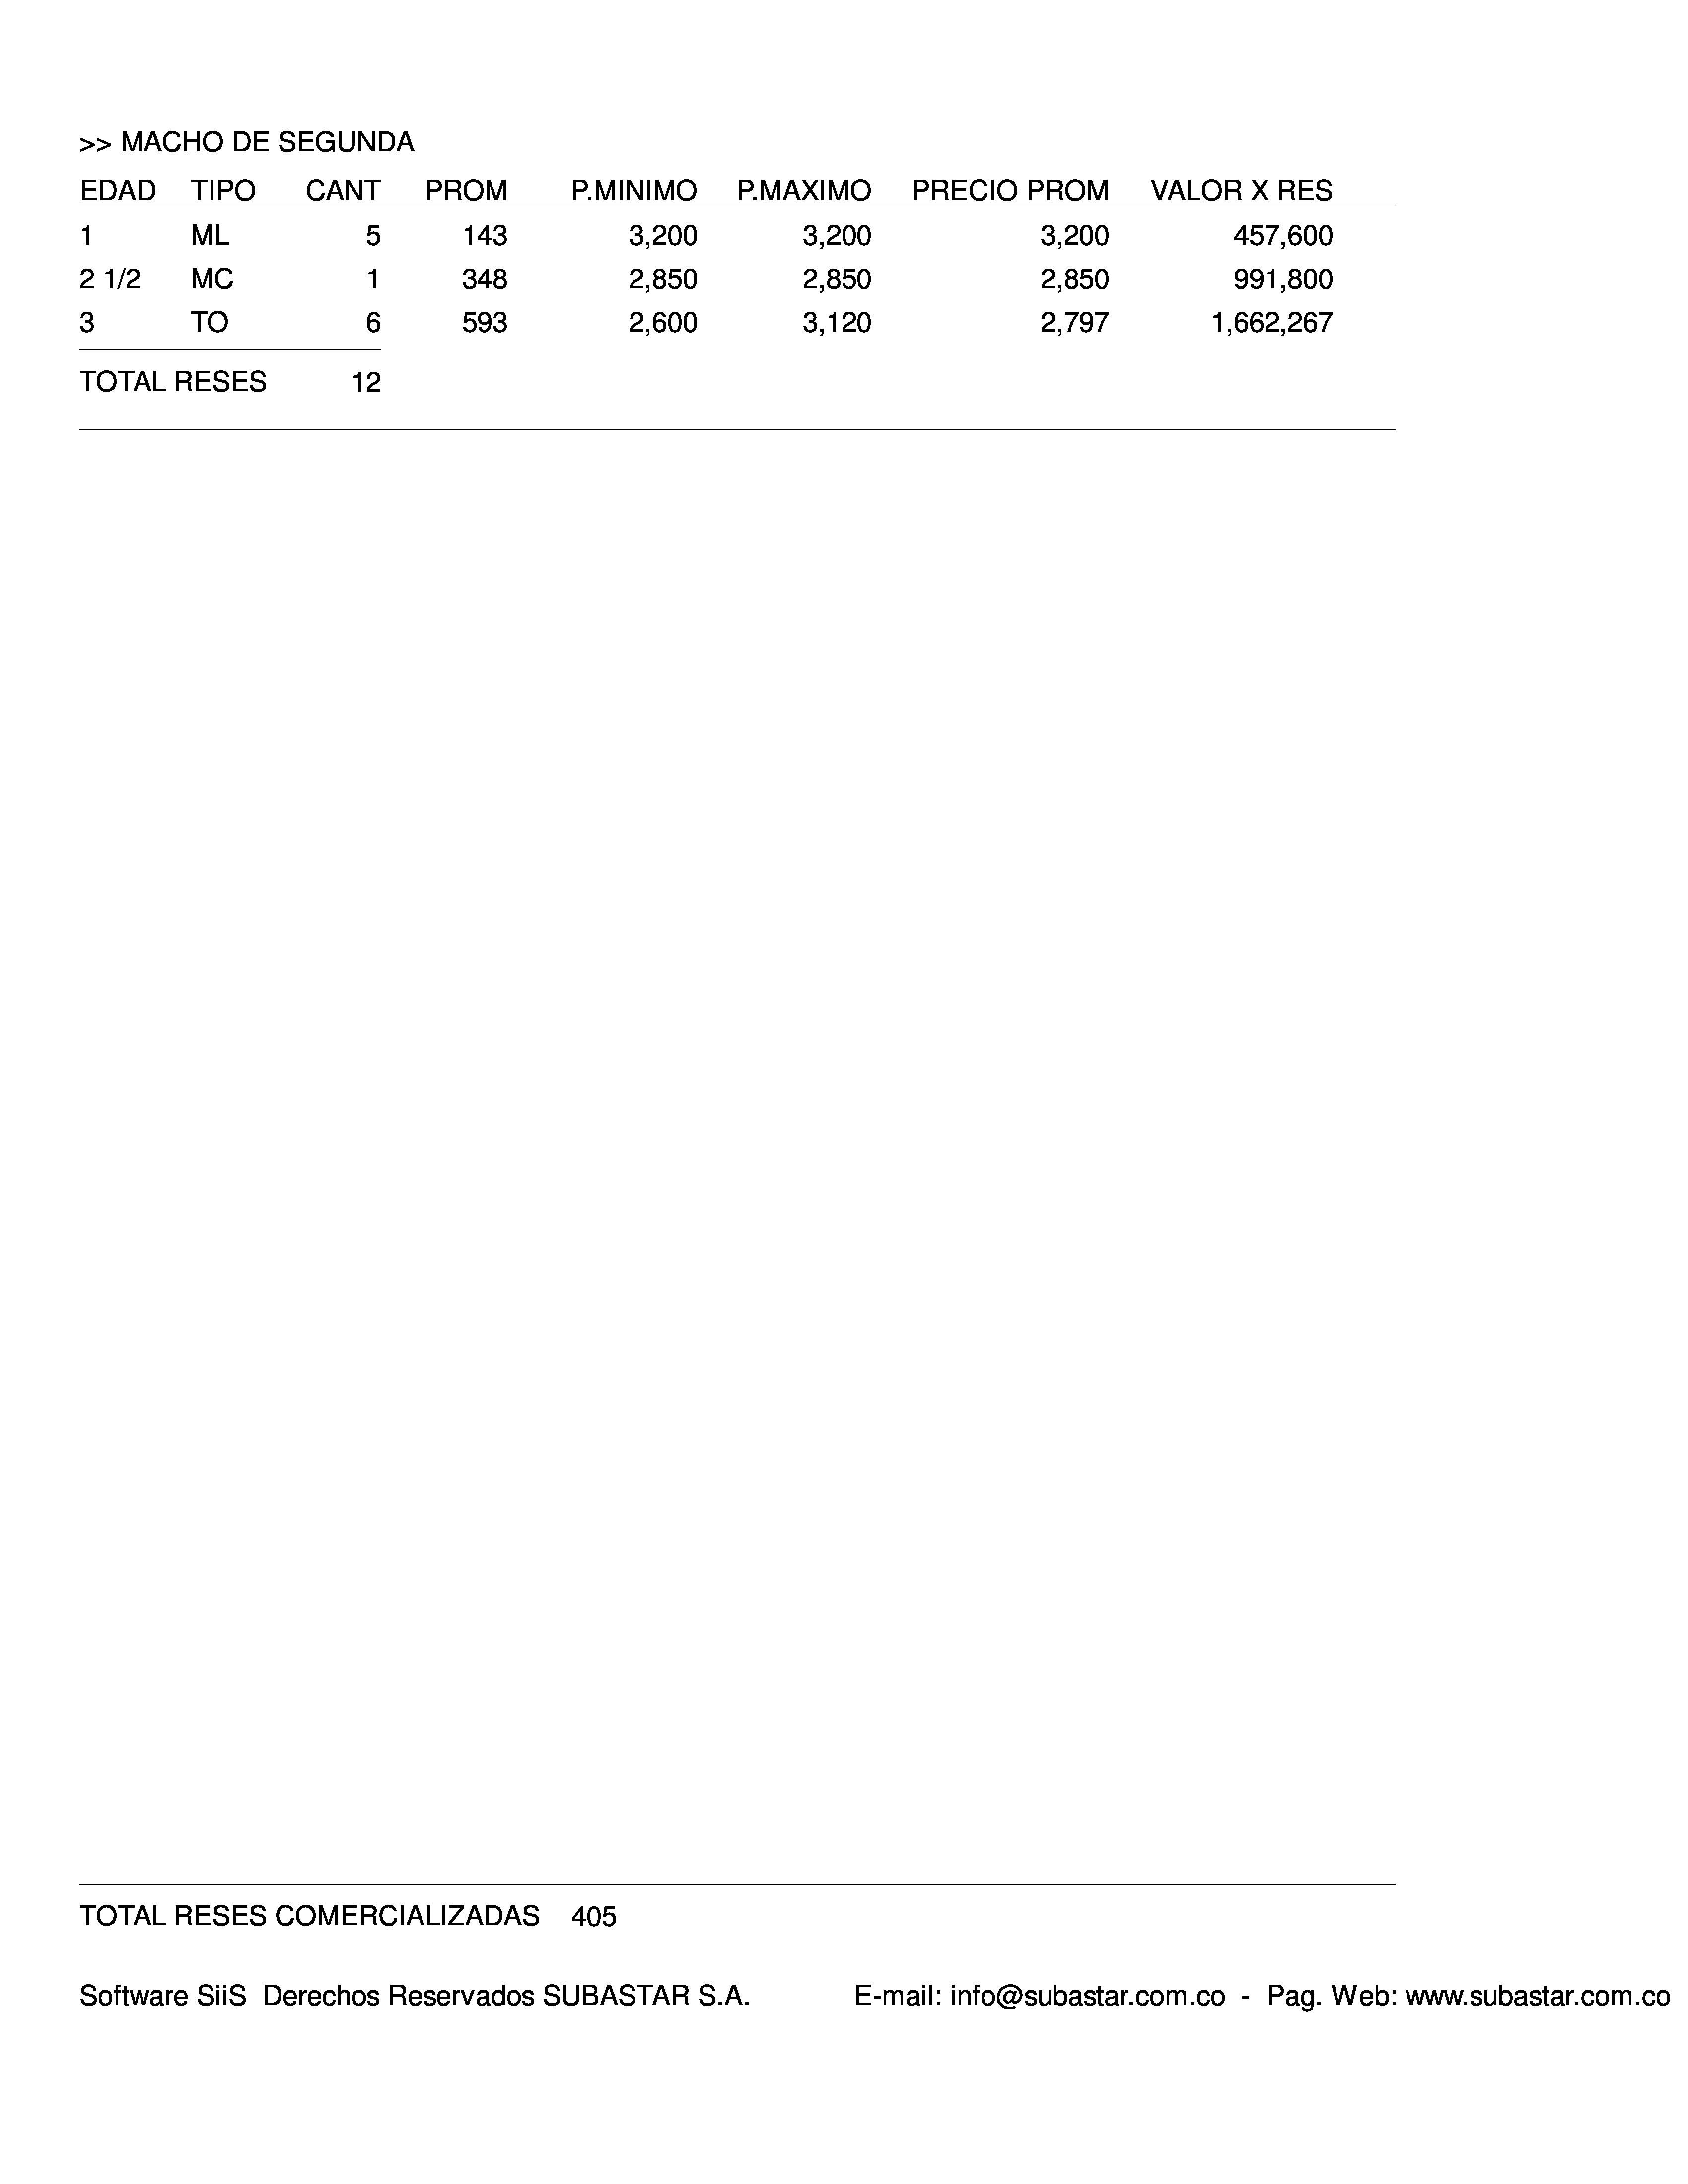 >> MACHO DE SEGUNDA
EDAD TIPO CANT PROM P.MINIMO P.MAXIMO PRECIO PROM VALOR X RES
1 ML 5 143 3,200 3,200 3,200 457,600
2 1/2 MC 1 348 2,850 2,850 2,850 991,800
3 TO 6 593 2,600 3,120 2,797 1,662,267
TOTAL RESES 12
TOTAL RESES COMERCIALIZADAS 405
Software SiiS Derechos Reservados SUBASTAR S.A. E-mail: info@subastar.com.co - Pag. Web: www.subastar.com.co